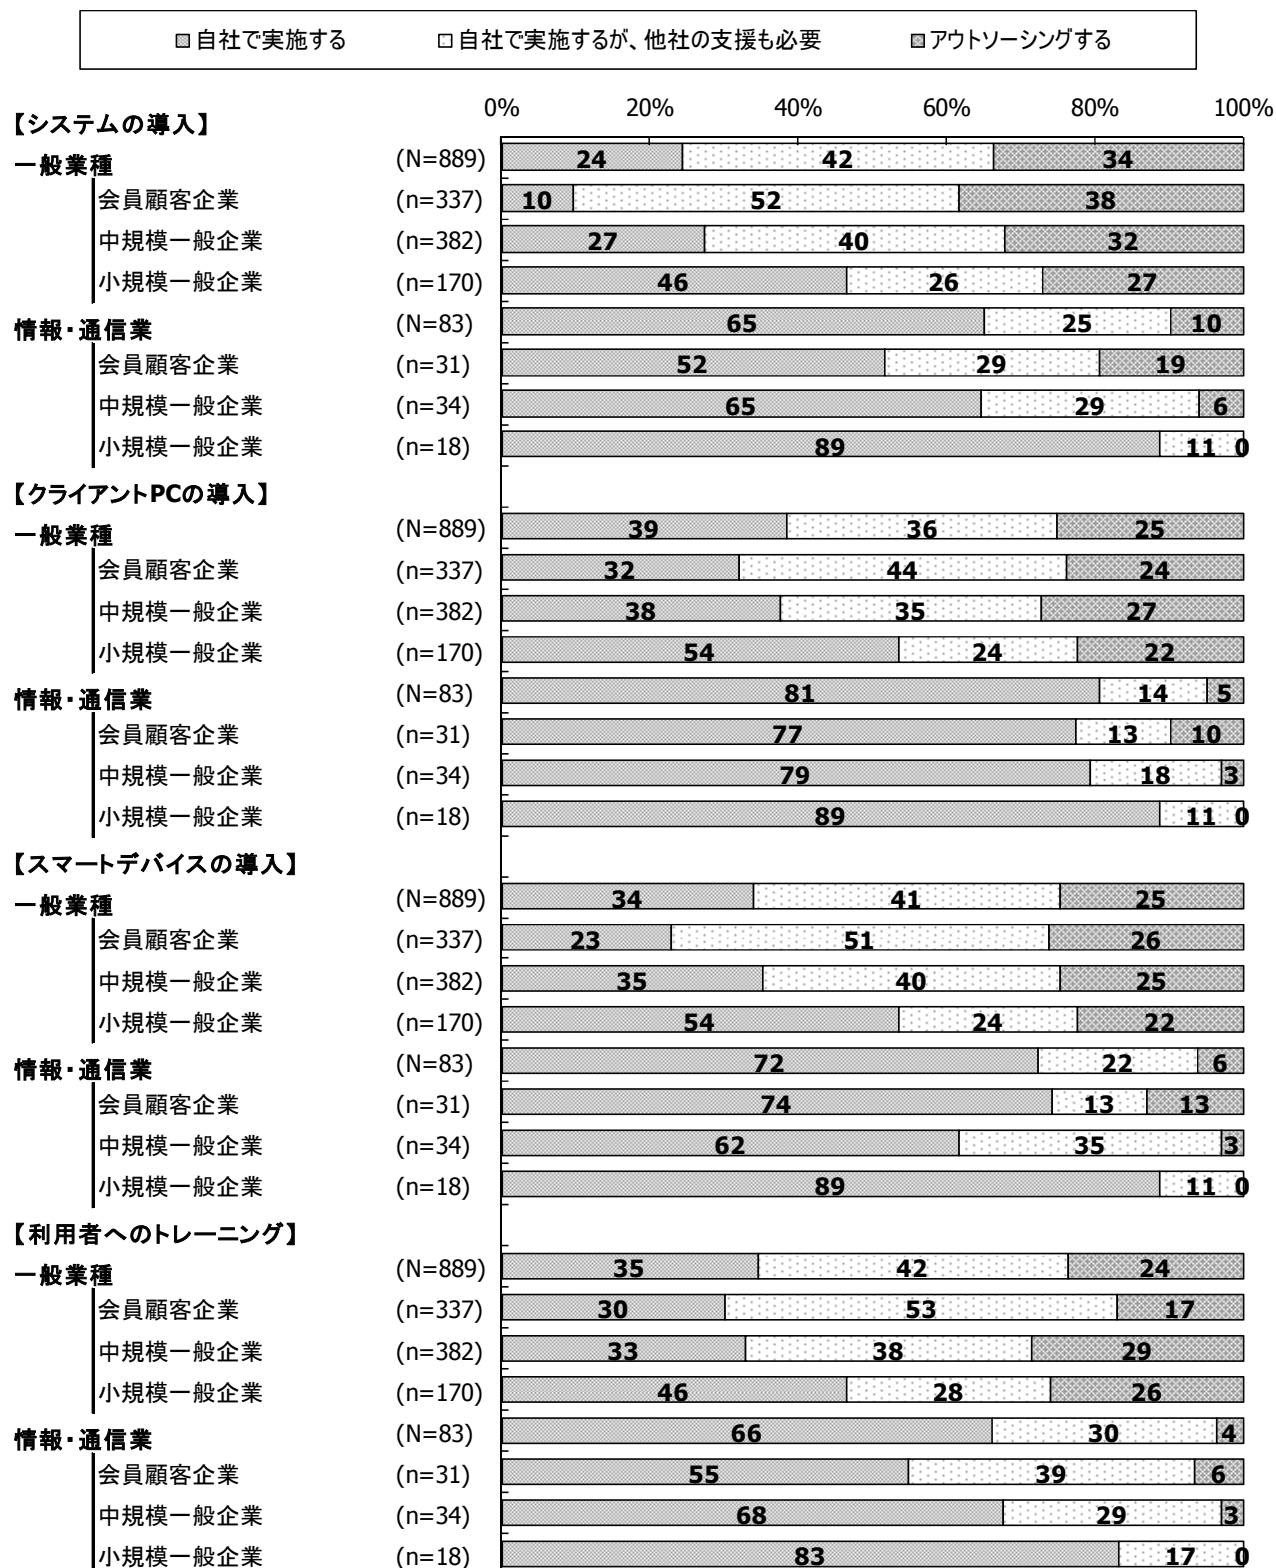 自社で実施する 自社で実施するが、他社の支援も必要 アウトソーシングする
0% 20% 40% 60% 80% 100%
【システムの導入】
一般業種 (N=889) 24 42 34
会員顧客企業 (n=337) 10 52 38
中規模一般企業 (n=382) 27 40 32
小規模一般企業 (n=170) 46 26 27
情報・通信業 (N=83) 65 25 10
会員顧客企業 (n=31) 52 29 19
中規模一般企業 (n=34) 65 29 6
小規模一般企業 (n=18) 89 11 0
【クライアントPCの導入】
一般業種 (N=889) 39 36 25
会員顧客企業 (n=337) 32 44 24
中規模一般企業 (n=382) 38 35 27
小規模一般企業 (n=170) 54 24 22
情報・通信業 (N=83) 81 14 5
会員顧客企業 (n=31) 77 13 10
中規模一般企業 (n=34) 79 18 3
小規模一般企業 (n=18) 89 11 0
【スマートデバイスの導入】
一般業種 (N=889) 34 41 25
会員顧客企業 (n=337) 23 51 26
中規模一般企業 (n=382) 35 40 25
小規模一般企業 (n=170) 54 24 22
情報・通信業 (N=83) 72 22 6
会員顧客企業 (n=31) 74 13 13
中規模一般企業 (n=34) 62 35 3
小規模一般企業 (n=18) 89 11 0
【利用者へのトレーニング】
一般業種 (N=889) 35 42 24
会員顧客企業 (n=337) 30 53 17
中規模一般企業 (n=382) 33 38 29
小規模一般企業 (n=170) 46 28 26
情報・通信業 (N=83) 66 30 4
会員顧客企業 (n=31) 55 39 6
中規模一般企業 (n=34) 68 29 3
小規模一般企業 (n=18) 83 17 0